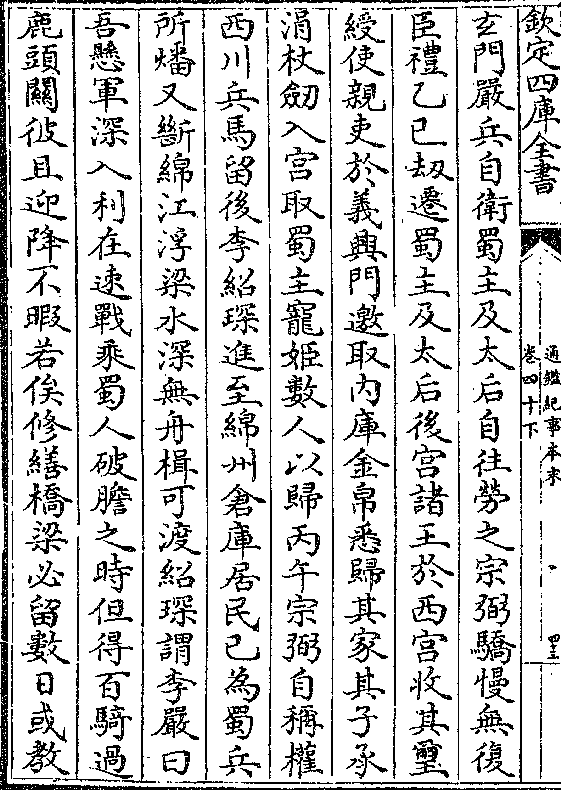 欽定四庫全書
通鑑紀事本末
卷四十下
四十三
玄門嚴兵自衛蜀主及太后自往勞之宗弼驕慢無復
臣禮乙巳劫遷蜀主及太后後宮諸王於西宮收其璽
綬使親吏於義興門邀取內庫金帛悉歸其家其子承
涓杖劒入宮取蜀主寵姬數人以歸丙午宗弼自稱權
西川兵馬留後李紹琛進至綿州倉庫居民已為蜀兵
所燔又斷綿江浮梁水深無舟楫可渡紹琛謂李嚴曰
吾懸軍深入利在速戰乘蜀人破膽之時但得百騎過
鹿頭關彼且迎降不暇若俟修繕橋梁必留數日或教